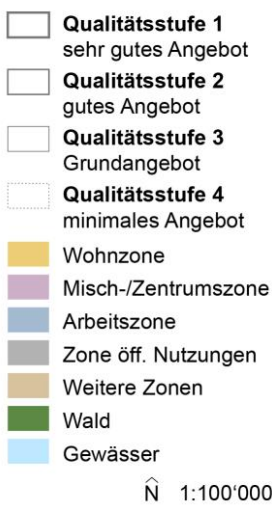 Qualitätsstufe 1
sehr gutes Angebot
Qualitätsstufe 2
gutes Angebot
Qualitätsstufe 3
Grundangebot
Qualitätsstufe 4
minimales Angebot
Wohnzone
Misch-/Zentrumszone
Arbeitszone
Zone öff. Nutzungen
Weitere Zonen
Wald
Gewässer
N 1:100'000